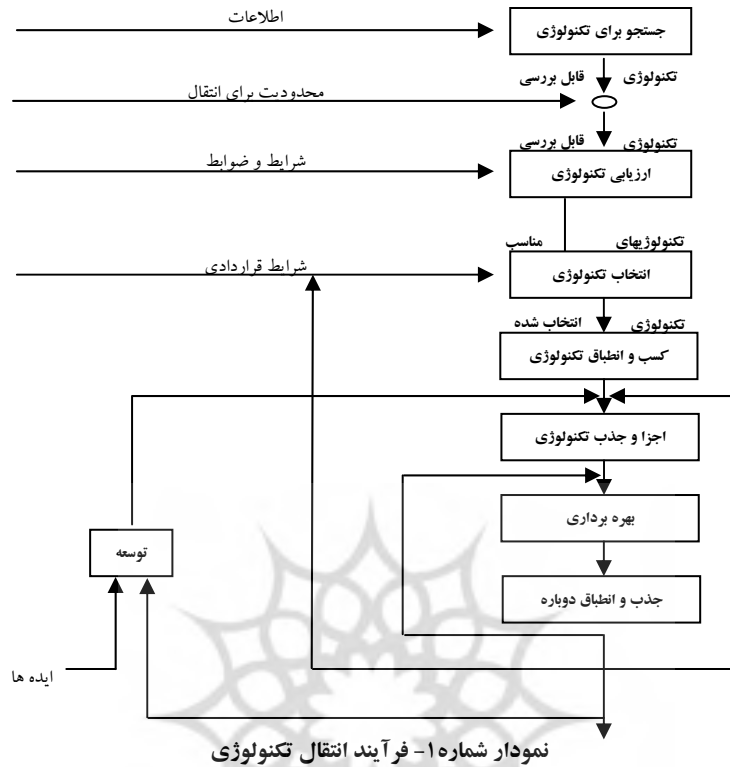 اطلاعات
جستجو برای تکنولوژی
تکنولوژی قابل بررسی
محدودیت برای انتقال
تکنولوژی قابل بررسی
شرایط و ضوابط
ارزیابی تکنولوژی
تکنولوژیهای مناسب
شرایط قراردادی
انتخاب تکنولوژی
تکنولوژی انتخاب شده
کسب و انطباق تکنولوژی
اجزا و جذب تکنولوژی
بهره برداری
توسعه
جذب و انطباق دوباره
ایده ها
نمودار شماره۱- فرآیند انتقال تکنولوژی